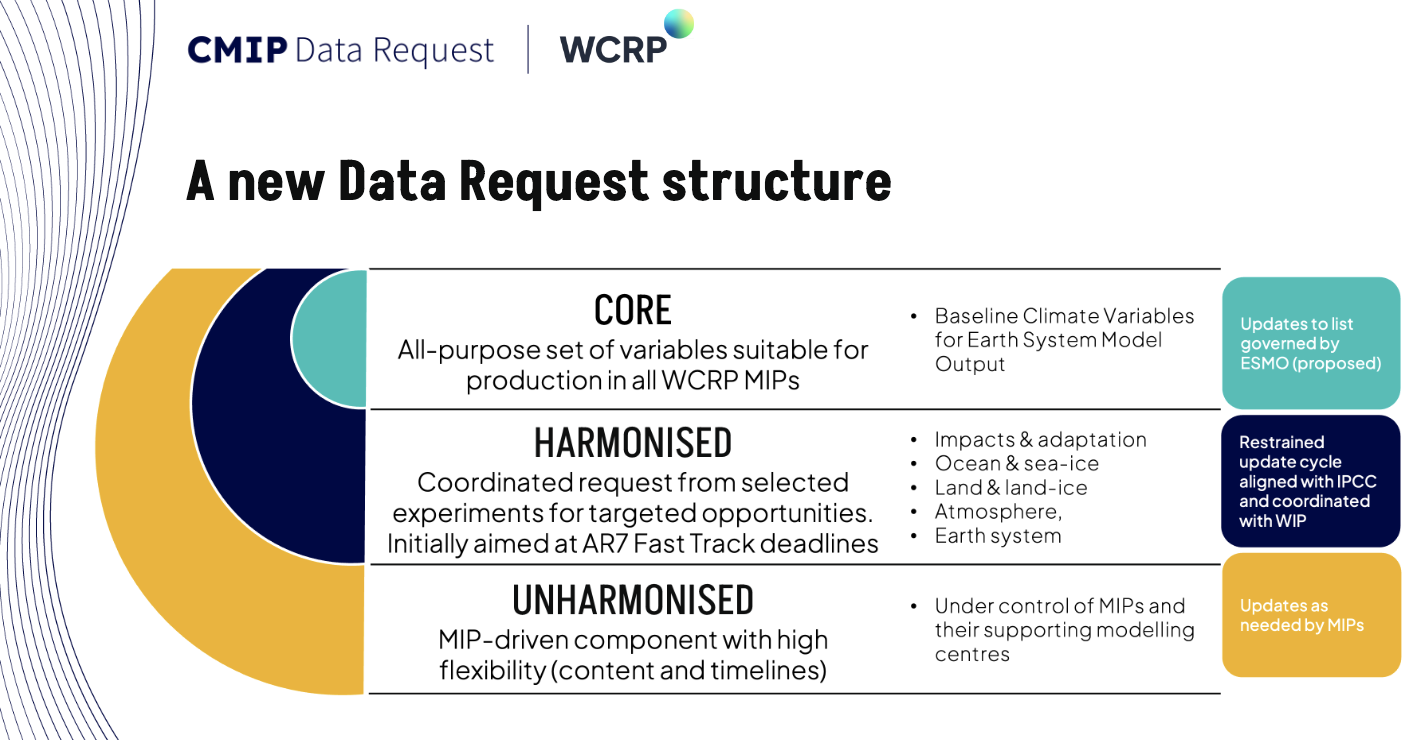 CMIP Data Request
WCRP
A new Data Request structure
CORE
All-purpose set of variables suitable for
production in all WCRP MIPs
• Baseline Climate Variables
for Earth System Model
Output
Updates to list
governed by
ESMO (proposed)
HARMONISED
Coordinated request from selected
experiments for targeted opportunities.
Initially aimed at AR7 Fast Track deadlines
• Impacts & adaptation
• Ocean & sea-ice
• Land & land-ice
• Atmosphere,
• Earth system
Restrained
update cycle
aligned with IPCC
and coordinated
with WIP
UNHARMONISED
MIP-driven component with high
flexibility (content and timelines)
• Under control of MIPs and
their supporting modelling
centres
Updates as
needed by MIPs